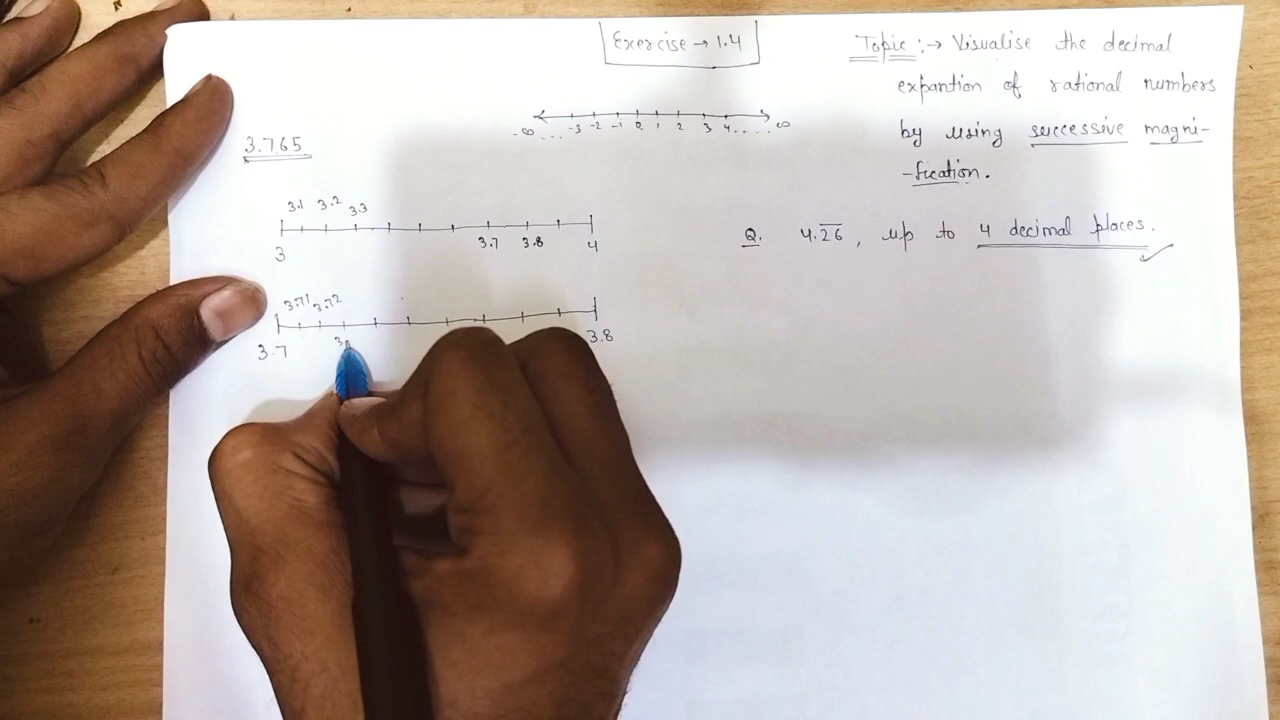 Exercise → 1.4
Topic :→ Visualise the decimal
expantion of rational numbers
by using successive magni-
-fication.
-∞ ... -3 -2 -1 0 1 2 3 4 ..... ∞
3.765
3.1 3.2 3.3
3.7 3.8
3 4
Q. 4.2̅6̅, up to 4 decimal places.
3.71 3.72
3.7 3.8